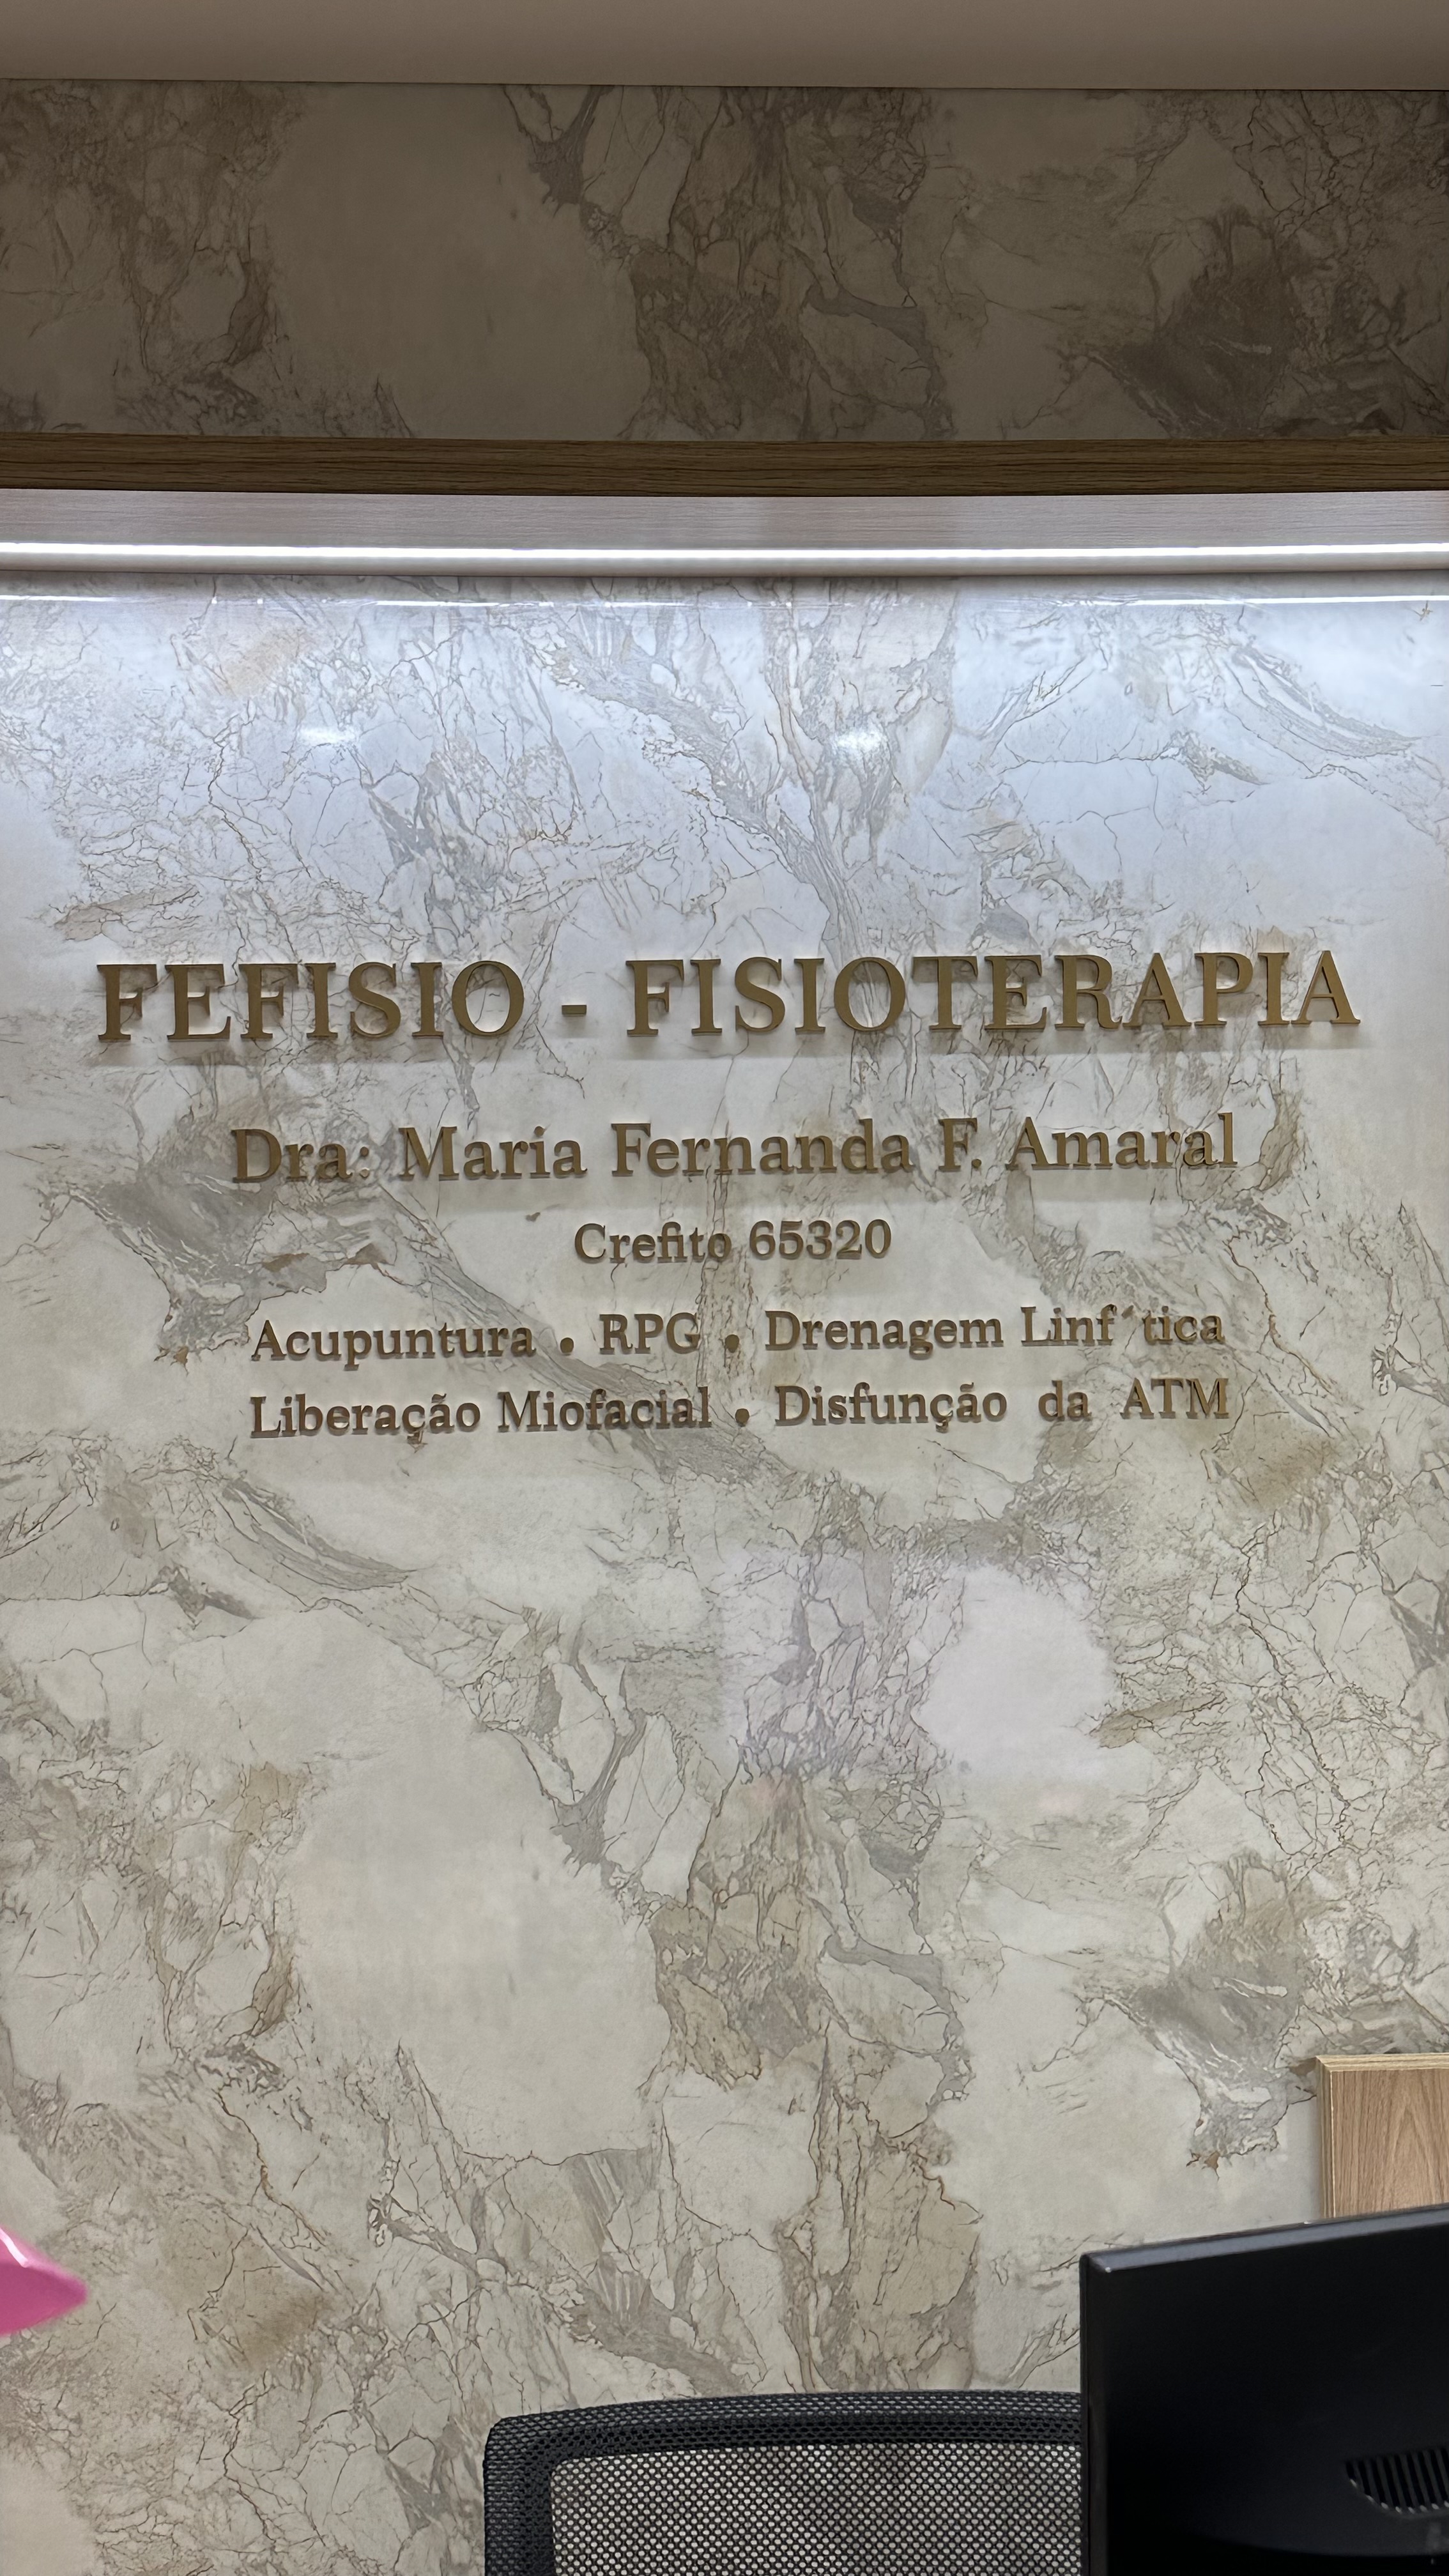 FEFISIO - FISIOTERAPIA
Dra: Maria Fernanda F. Amaral
Crefito 65320
Acupuntura • RPG • Drenagem Linf´tica
Liberação Miofacial • Disfunção da ATM